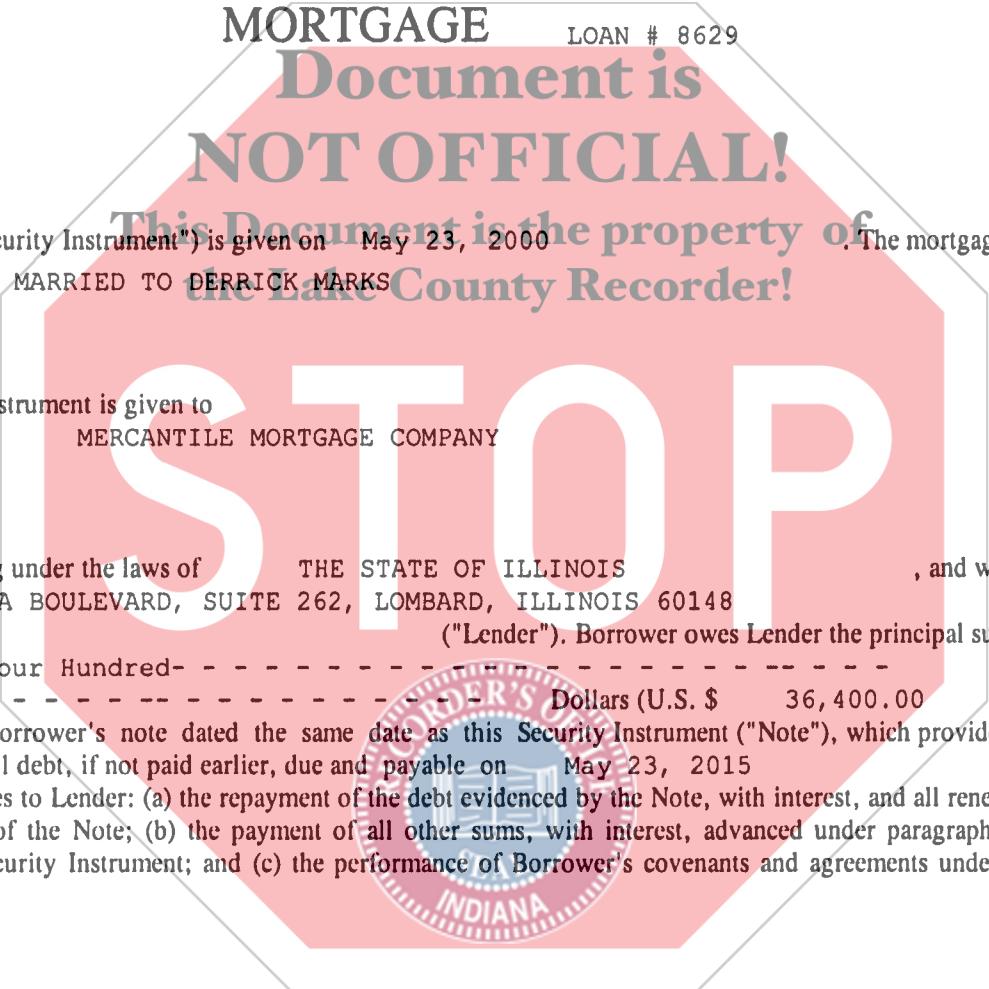 MORTGAGE LOAN # 8629
Document is
NOT OFFICIAL!
This Document is the property of
curity Instrument") is given on May 23, 2000 . The mortgag
MARRIED TO DERRICK MARKS
the Lake County Recorder!
STOP
strument is given to
MERCANTILE MORTGAGE COMPANY
g under the laws of THE STATE OF ILLINOIS , and w
A BOULEVARD, SUITE 262, LOMBARD, ILLINOIS 60148
("Lender"). Borrower owes Lender the principal su
our Hundred- - - - - - - - - - - - - - - - - - - - - - -- - - -
- - - - -- - - - - - - - - - - - Dollars (U.S. $ 36,400.00
orrower's note dated the same date as this Security Instrument ("Note"), which provid
l debt, if not paid earlier, due and payable on May 23, 2015
es to Lender: (a) the repayment of the debt evidenced by the Note, with interest, and all rene
of the Note; (b) the payment of all other sums, with interest, advanced under paragraph
curity Instrument; and (c) the performance of Borrower's covenants and agreements unde
RECORDER'S OFFICE
SEAL
INDIANA